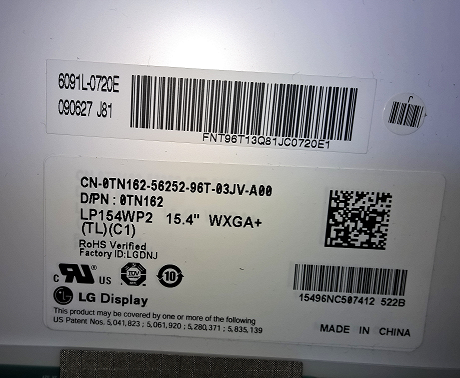 6091L-0720E
090627 J81
FNT96T13Q81JC0720E1
CN-0TN162-56252-96T-03JV-A00
D/PN : 0TN162
LP154WP2 15.4" WXGA+
(TL)(C1)
RoHS Verified
Factory ID:LGDNJ
c RU US TÜV 10
LG Display
15496NC507412 522B
This product may be covered by one or more of the following
US Patent Nos. 5,041,823 ; 5,061,920 ; 5,280,371 ; 5,835,139
MADE IN CHINA